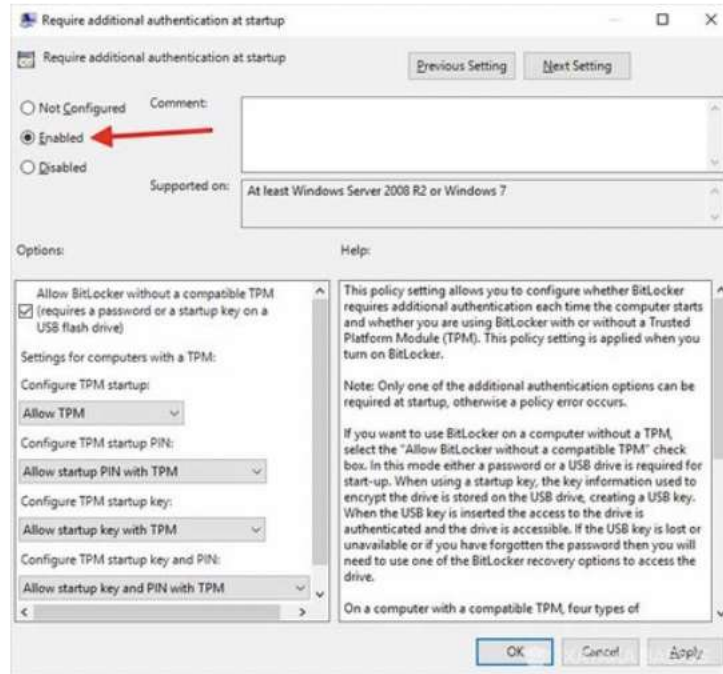 Require additional authentication at startup
Require additional authentication at startup
Previous Setting
Next Setting
Not Configured
Comment:
Enabled
Disabled
Supported on:
At least Windows Server 2008 R2 or Windows 7
Options:
Help:
Allow BitLocker without a compatible TPM
(requires a password or a startup key on a
USB flash drive)
Settings for computers with a TPM:
Configure TPM startup:
Allow TPM
Configure TPM startup PIN:
Allow startup PIN with TPM
Configure TPM startup key:
Allow startup key with TPM
Configure TPM startup key and PIN:
Allow startup key and PIN with TPM
This policy setting allows you to configure whether BitLocker
requires additional authentication each time the computer starts
and whether you are using BitLocker with or without a Trusted
Platform Module (TPM). This policy setting is applied when you
turn on BitLocker.
Note: Only one of the additional authentication options can be
required at startup, otherwise a policy error occurs.
If you want to use BitLocker on a computer without a TPM,
select the "Allow BitLocker without a compatible TPM" check
box. In this mode either a password or a USB drive is required for
start-up. When using a startup key, the key information used to
encrypt the drive is stored on the USB drive, creating a USB key.
When the USB key is inserted the access to the drive is
authenticated and the drive is accessible. If the USB key is lost or
unavailable or if you have forgotten the password then you will
need to use one of the BitLocker recovery options to access the
drive.
On a computer with a compatible TPM, four types of
OK
Cancel
Apply